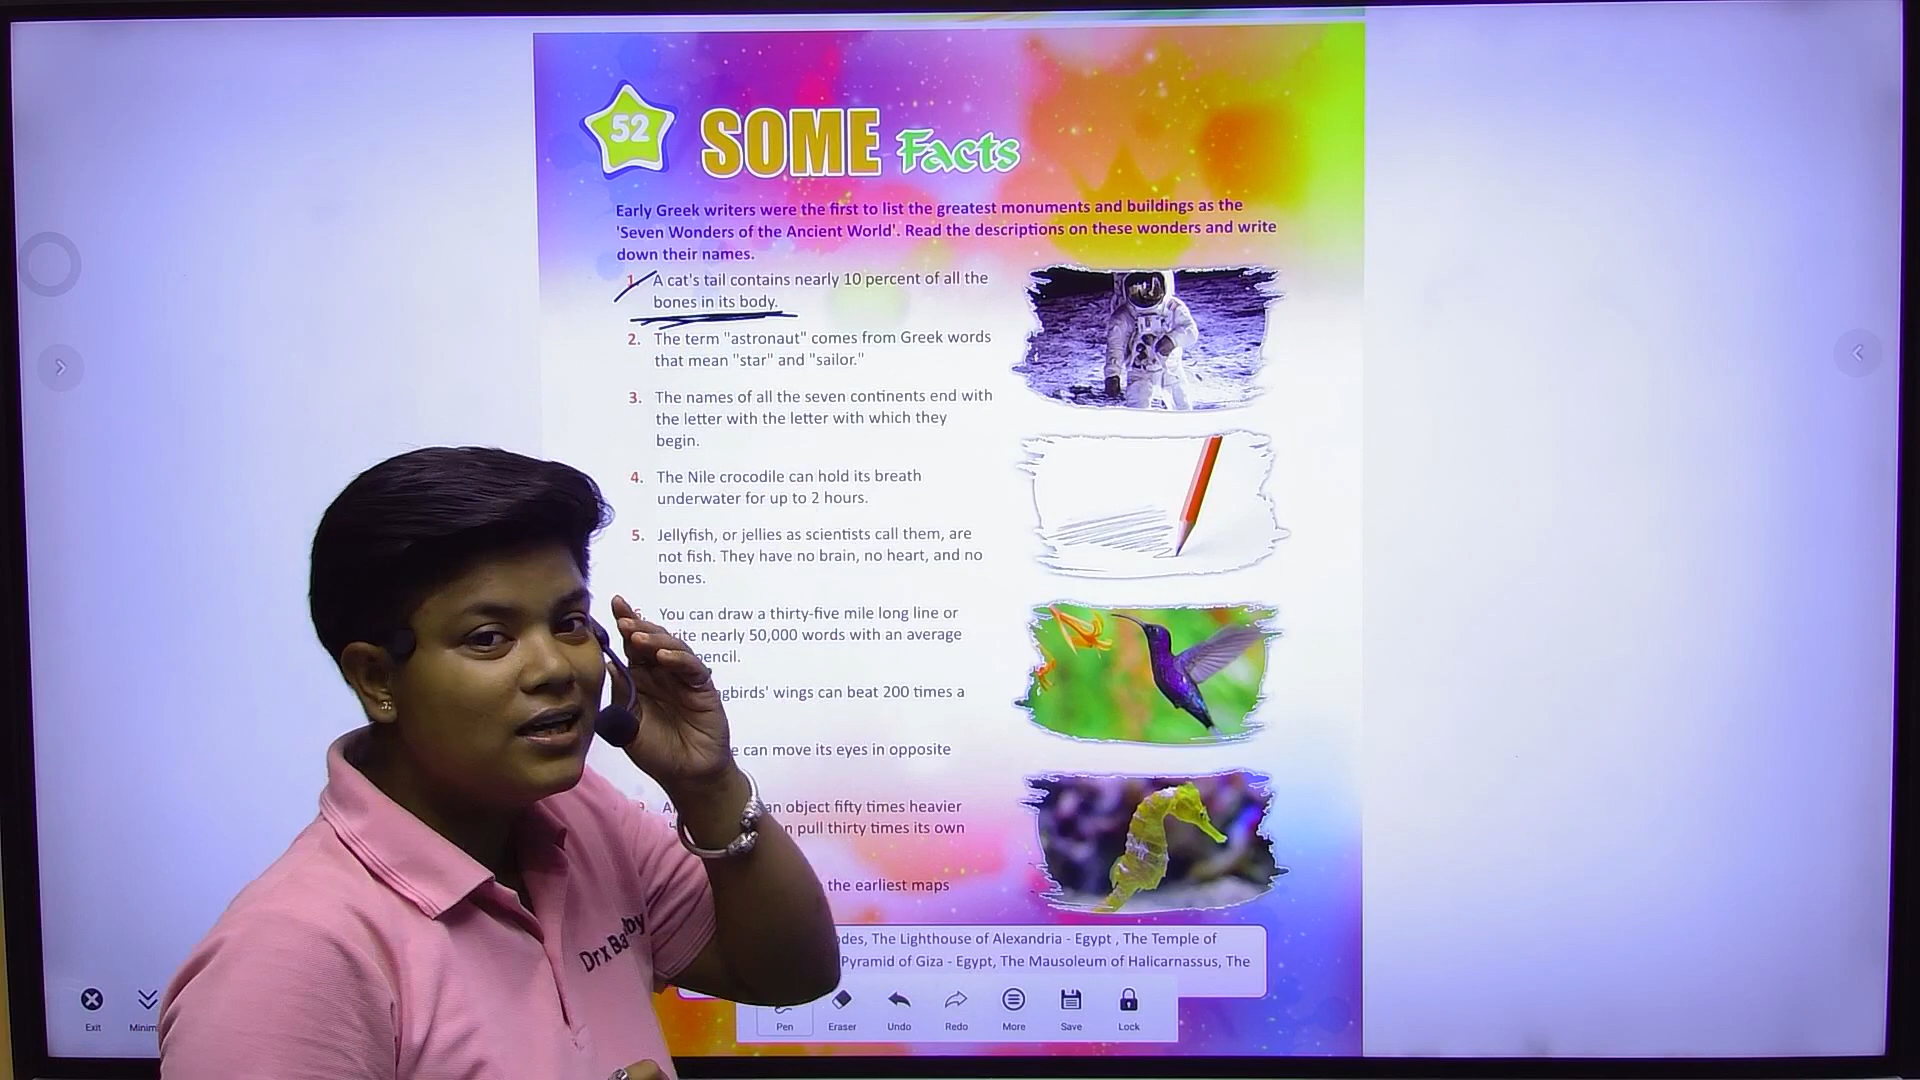 52
SOME Facts
Early Greek writers were the first to list the greatest monuments and buildings as the
'Seven Wonders of the Ancient World'. Read the descriptions on these wonders and write
down their names.
1. A cat's tail contains nearly 10 percent of all the
bones in its body.
2. The term "astronaut" comes from Greek words
that mean "star" and "sailor."
3. The names of all the seven continents end with
the letter with the letter with which they
begin.
4. The Nile crocodile can hold its breath
underwater for up to 2 hours.
5. Jellyfish, or jellies as scientists call them, are
not fish. They have no brain, no heart, and no
bones.
6. You can draw a thirty-five mile long line or
nearly 50,000 words with an average
pencil.
wings can beat 200 times a
can move its eyes in opposite
9. object fifty times heavier
pull thirty times its own
the earliest maps
The Lighthouse of Alexandria - Egypt , The Temple of
Pyramid of Giza - Egypt, The Mausoleum of Halicarnassus, The
Drx
Exit
Pen
Eraser
Undo
Redo
More
Save
Lock